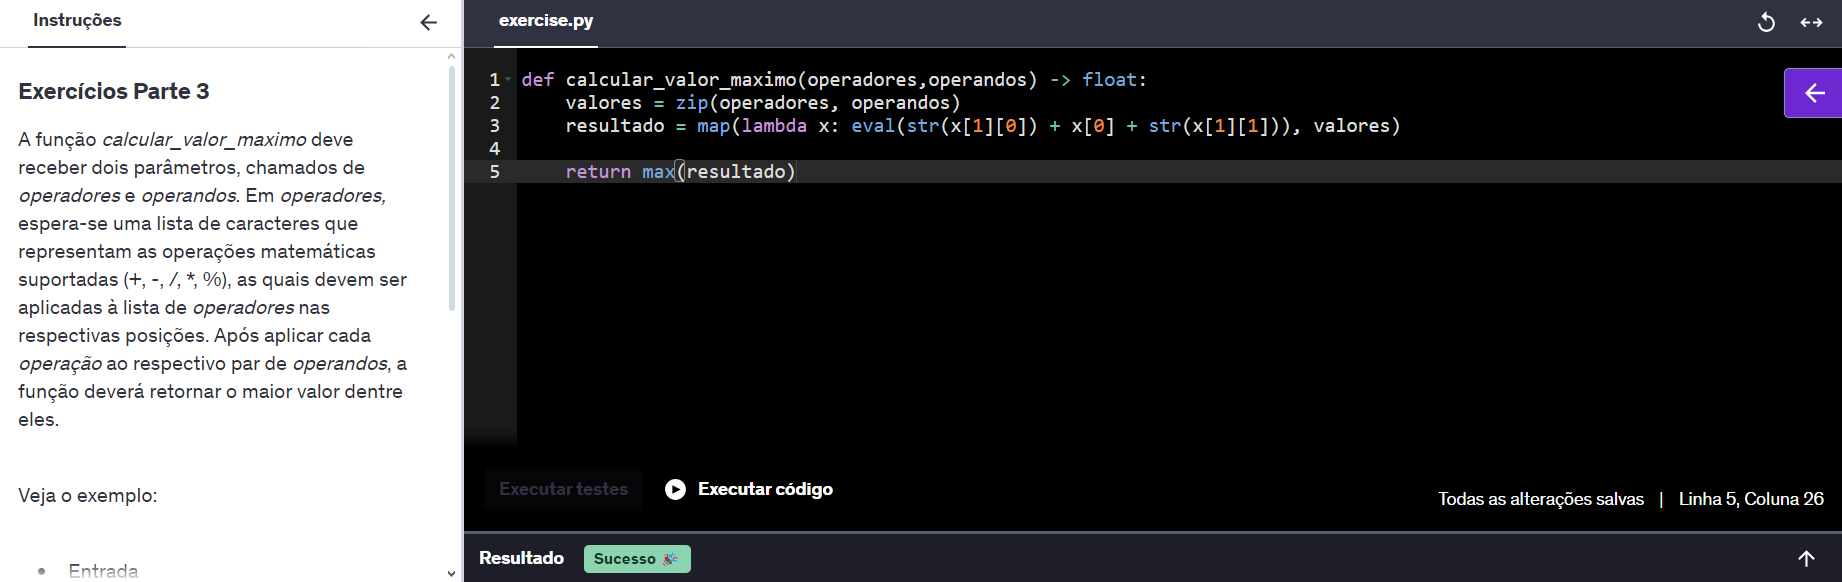 Instruções
Exercícios Parte 3
A função calcular_valor_maximo deve
receber dois parâmetros, chamados de
operadores e operandos. Em operadores,
espera-se uma lista de caracteres que
representam as operações matemáticas
suportadas (+, -, /, *, %), as quais devem ser
aplicadas à lista de operadores nas
respectivas posições. Após aplicar cada
operação ao respectivo par de operandos, a
função deverá retornar o maior valor dentre
eles.
Veja o exemplo:
• Entrada
exercise.py
1 def calcular_valor_maximo(operadores,operandos) -> float:
2     valores = zip(operadores, operandos)
3     resultado = map(lambda x: eval(str(x[1][0]) + x[0] + str(x[1][1])), valores)
4
5     return max(resultado)
Executar testes
Executar código
Todas as alterações salvas | Linha 5, Coluna 26
Resultado
Sucesso 🎉